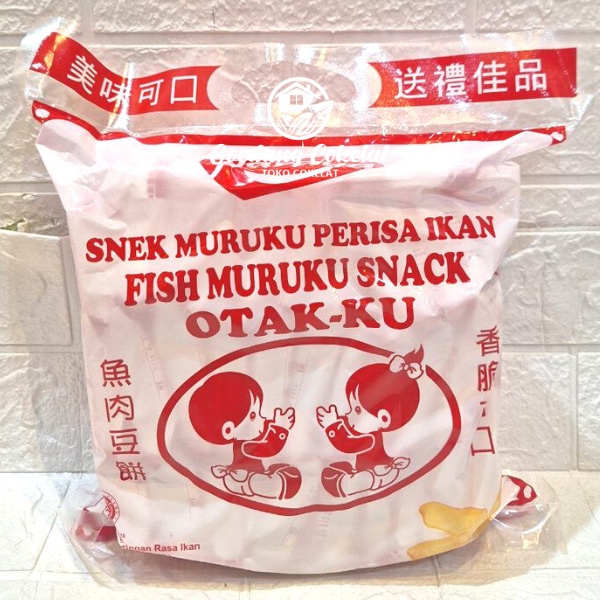 美味可口
送禮佳品
TOKO COKELAT
SNEK MURUKU PERISA IKAN
FISH MURUKU SNACK
OTAK-KU
魚肉豆餅
香脆可口
Rasa Ikan